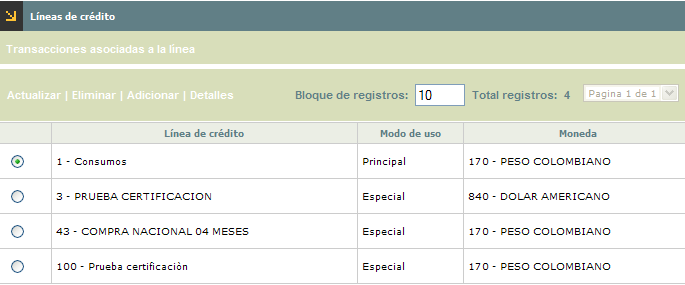 Líneas de crédito
Transacciones asociadas a la línea
Actualizar | Eliminar | Adicionar | Detalles Bloque de registros: 10 Total registros: 4 Pagina 1 de 1
Línea de crédito Modo de uso Moneda
1 - Consumos Principal 170 - PESO COLOMBIANO
3 - PRUEBA CERTIFICACION Especial 840 - DOLAR AMERICANO
43 - COMPRA NACIONAL 04 MESES Especial 170 - PESO COLOMBIANO
100 - Prueba certificaciòn Especial 170 - PESO COLOMBIANO